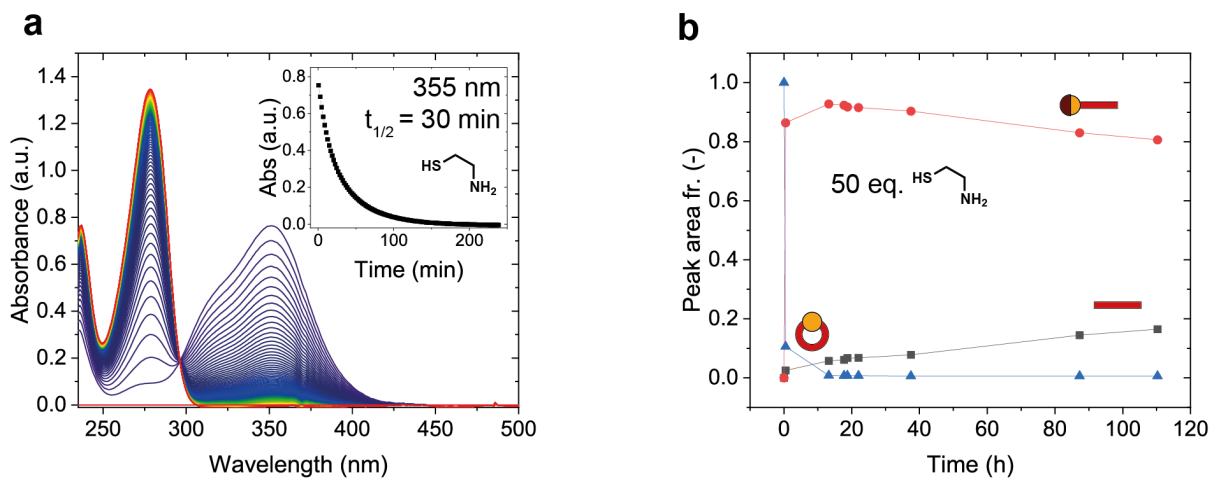 a
1.4
1.2
1.0
0.8
0.6
0.4
0.2
0.0
Absorbance (a.u.)
250 300 350 400 450 500
Wavelength (nm)
0.8
0.6
0.4
0.2
0.0
Abs (a.u.)
0 100 200
Time (min)
355 nm
t1/2 = 30 min
HS
NH2
b
1.0
0.8
0.6
0.4
0.2
0.0
Peak area fr. (-)
0 20 40 60 80 100 120
Time (h)
50 eq. HS
NH2